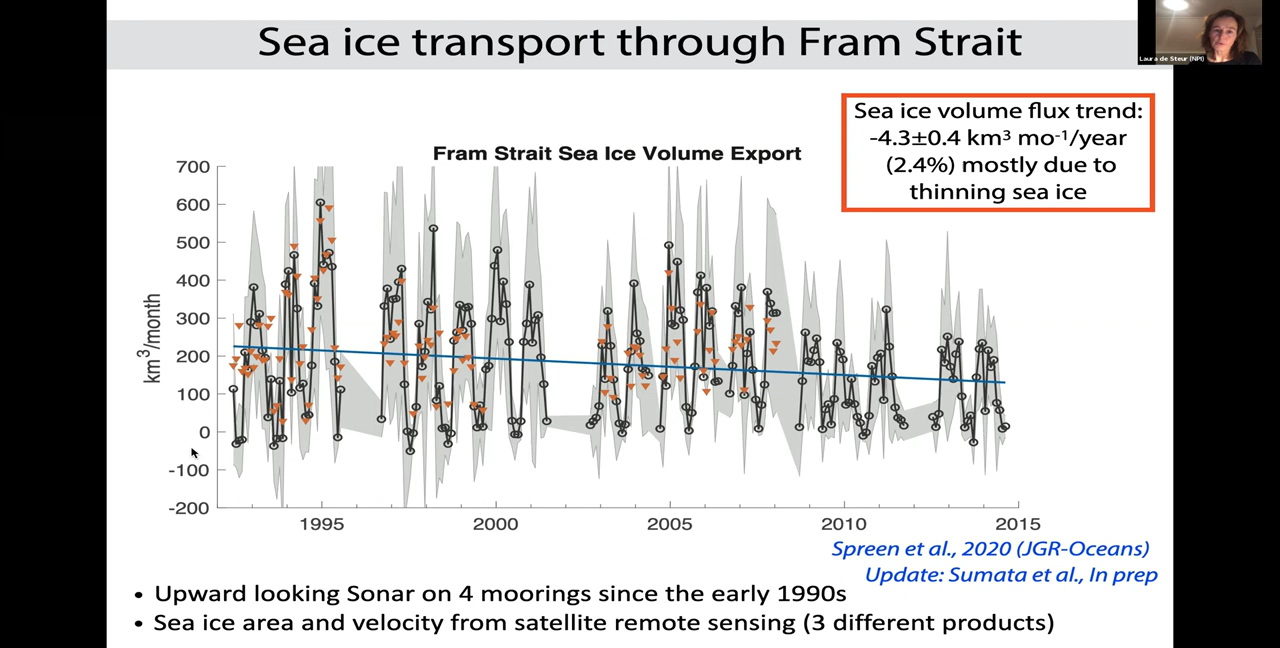 Sea ice transport through Fram Strait
Laura de Steur (NPI)
Sea ice volume flux trend:
-4.3±0.4 km³ mo⁻¹/year
(2.4%) mostly due to
thinning sea ice
Fram Strait Sea Ice Volume Export
km³/month
700
600
500
400
300
200
100
0
-100
-200
1995
2000
2005
2010
2015
Spreen et al., 2020 (JGR-Oceans)
Update: Sumata et al., In prep
• Upward looking Sonar on 4 moorings since the early 1990s
• Sea ice area and velocity from satellite remote sensing (3 different products)